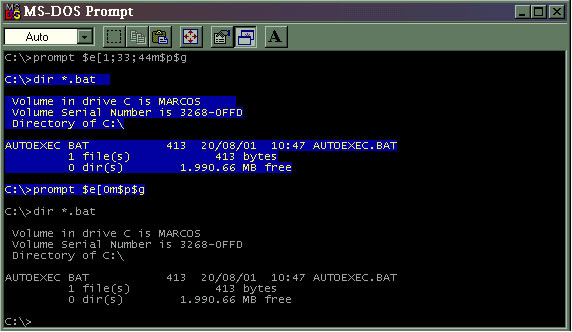 MS-DOS Prompt
Auto
A
C:\>prompt $e[1;33;44m$p$g
C:\>dir *.bat
Volume in drive C is MARCOS
Volume Serial Number is 3268-0FFD
Directory of C:\
AUTOEXEC BAT 413 20/08/01 10:47 AUTOEXEC.BAT
1 file(s) 413 bytes
0 dir(s) 1.990.66 MB free
C:\>prompt $e[0m$p$g
C:\>dir *.bat
Volume in drive C is MARCOS
Volume Serial Number is 3268-0FFD
Directory of C:\
AUTOEXEC BAT 413 20/08/01 10:47 AUTOEXEC.BAT
1 file(s) 413 bytes
0 dir(s) 1.990.66 MB free
C:\>